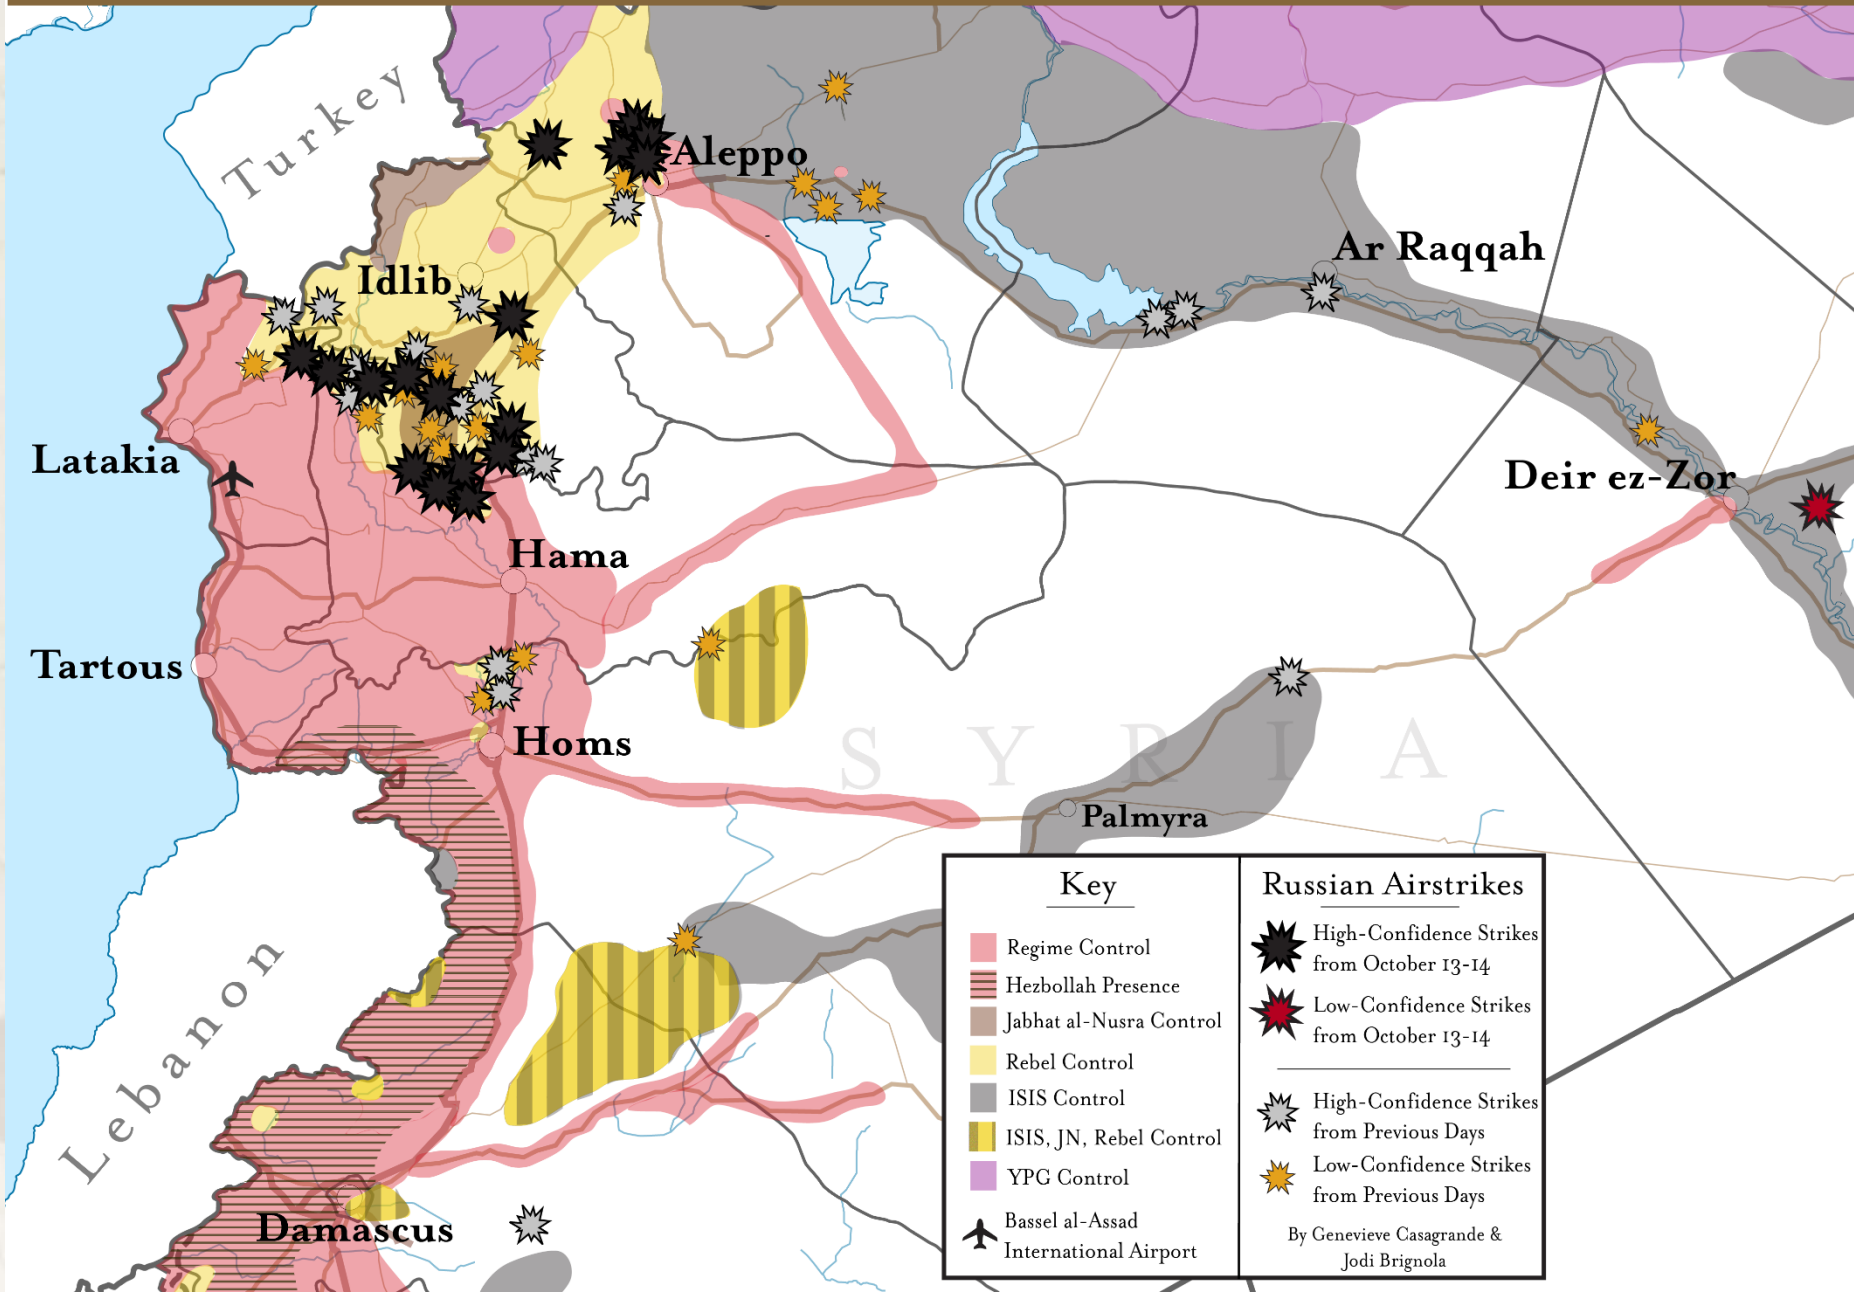 Turkey
Aleppo
Ar Raqqah
Idlib
Latakia
Deir ez-Zor
Hama
Tartous
Homs
SYRIA
Palmyra
Lebanon
Damascus
Key
Regime Control
Hezbollah Presence
Jabhat al-Nusra Control
Rebel Control
ISIS Control
ISIS, JN, Rebel Control
YPG Control
Bassel al-Assad
International Airport
Russian Airstrikes
High-Confidence Strikes
from October 13-14
Low-Confidence Strikes
from October 13-14
High-Confidence Strikes
from Previous Days
Low-Confidence Strikes
from Previous Days
By Genevieve Casagrande &
Jodi Brignola